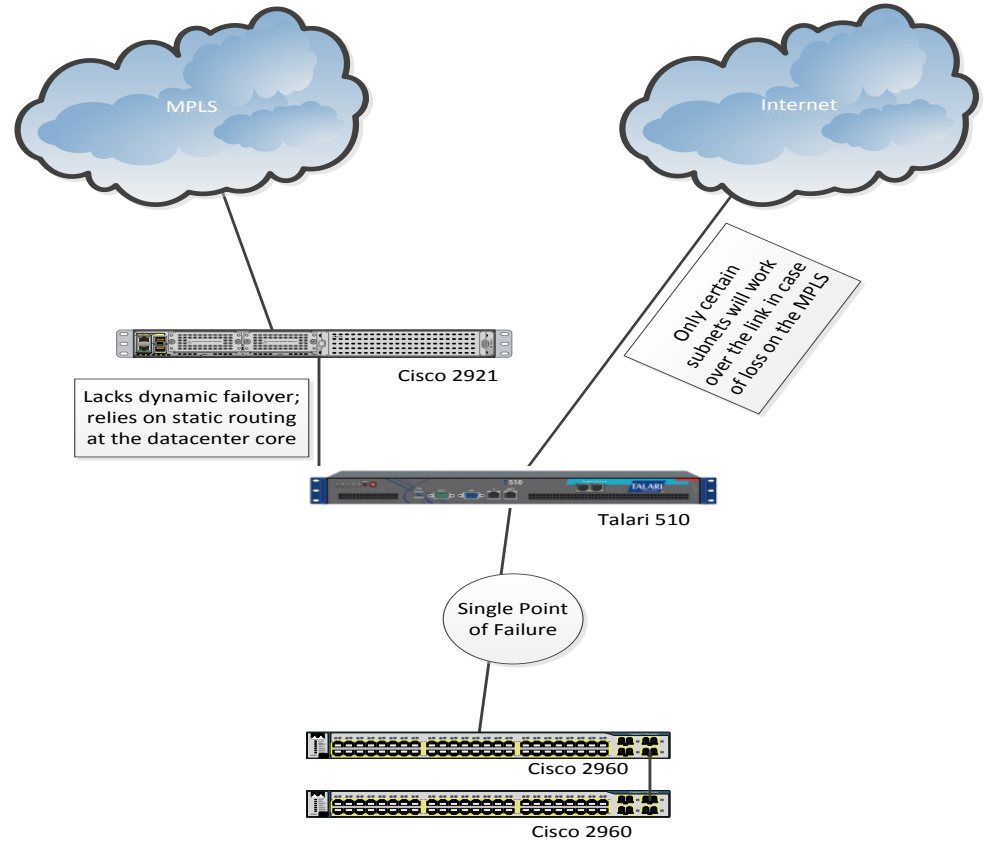 MPLS
Internet
Only certain
subnets will work
over the link in case
of loss on the MPLS
Cisco 2921
Lacks dynamic failover;
relies on static routing
at the datacenter core
510
TALARI
Talari 510
Single Point
of Failure
Cisco 2960
Cisco 2960